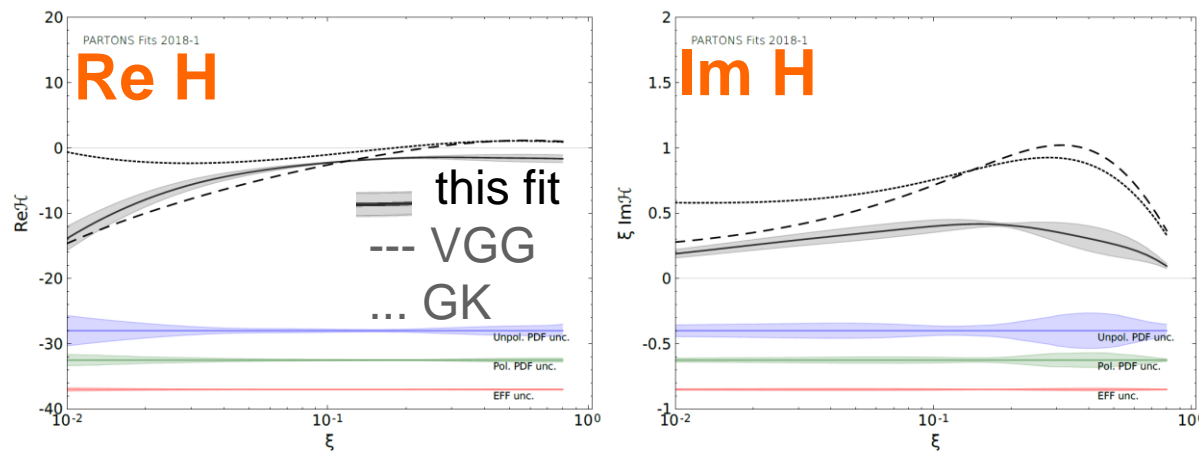 PARTONS Fits 2018-1
Re H
20
10
0
-10
-20
-30
-40
Reℋ
this fit
--- VGG
... GK
Unpol. PDF unc.
Pol. PDF unc.
EFF unc.
10⁻²
10⁻¹
10⁰
ξ
PARTONS Fits 2018-1
Im H
2
1.5
1
0.5
0
-0.5
-1
ξ Imℋ
Unpol. PDF unc.
Pol. PDF unc.
EFF unc.
10⁻²
10⁻¹
10⁰
ξ